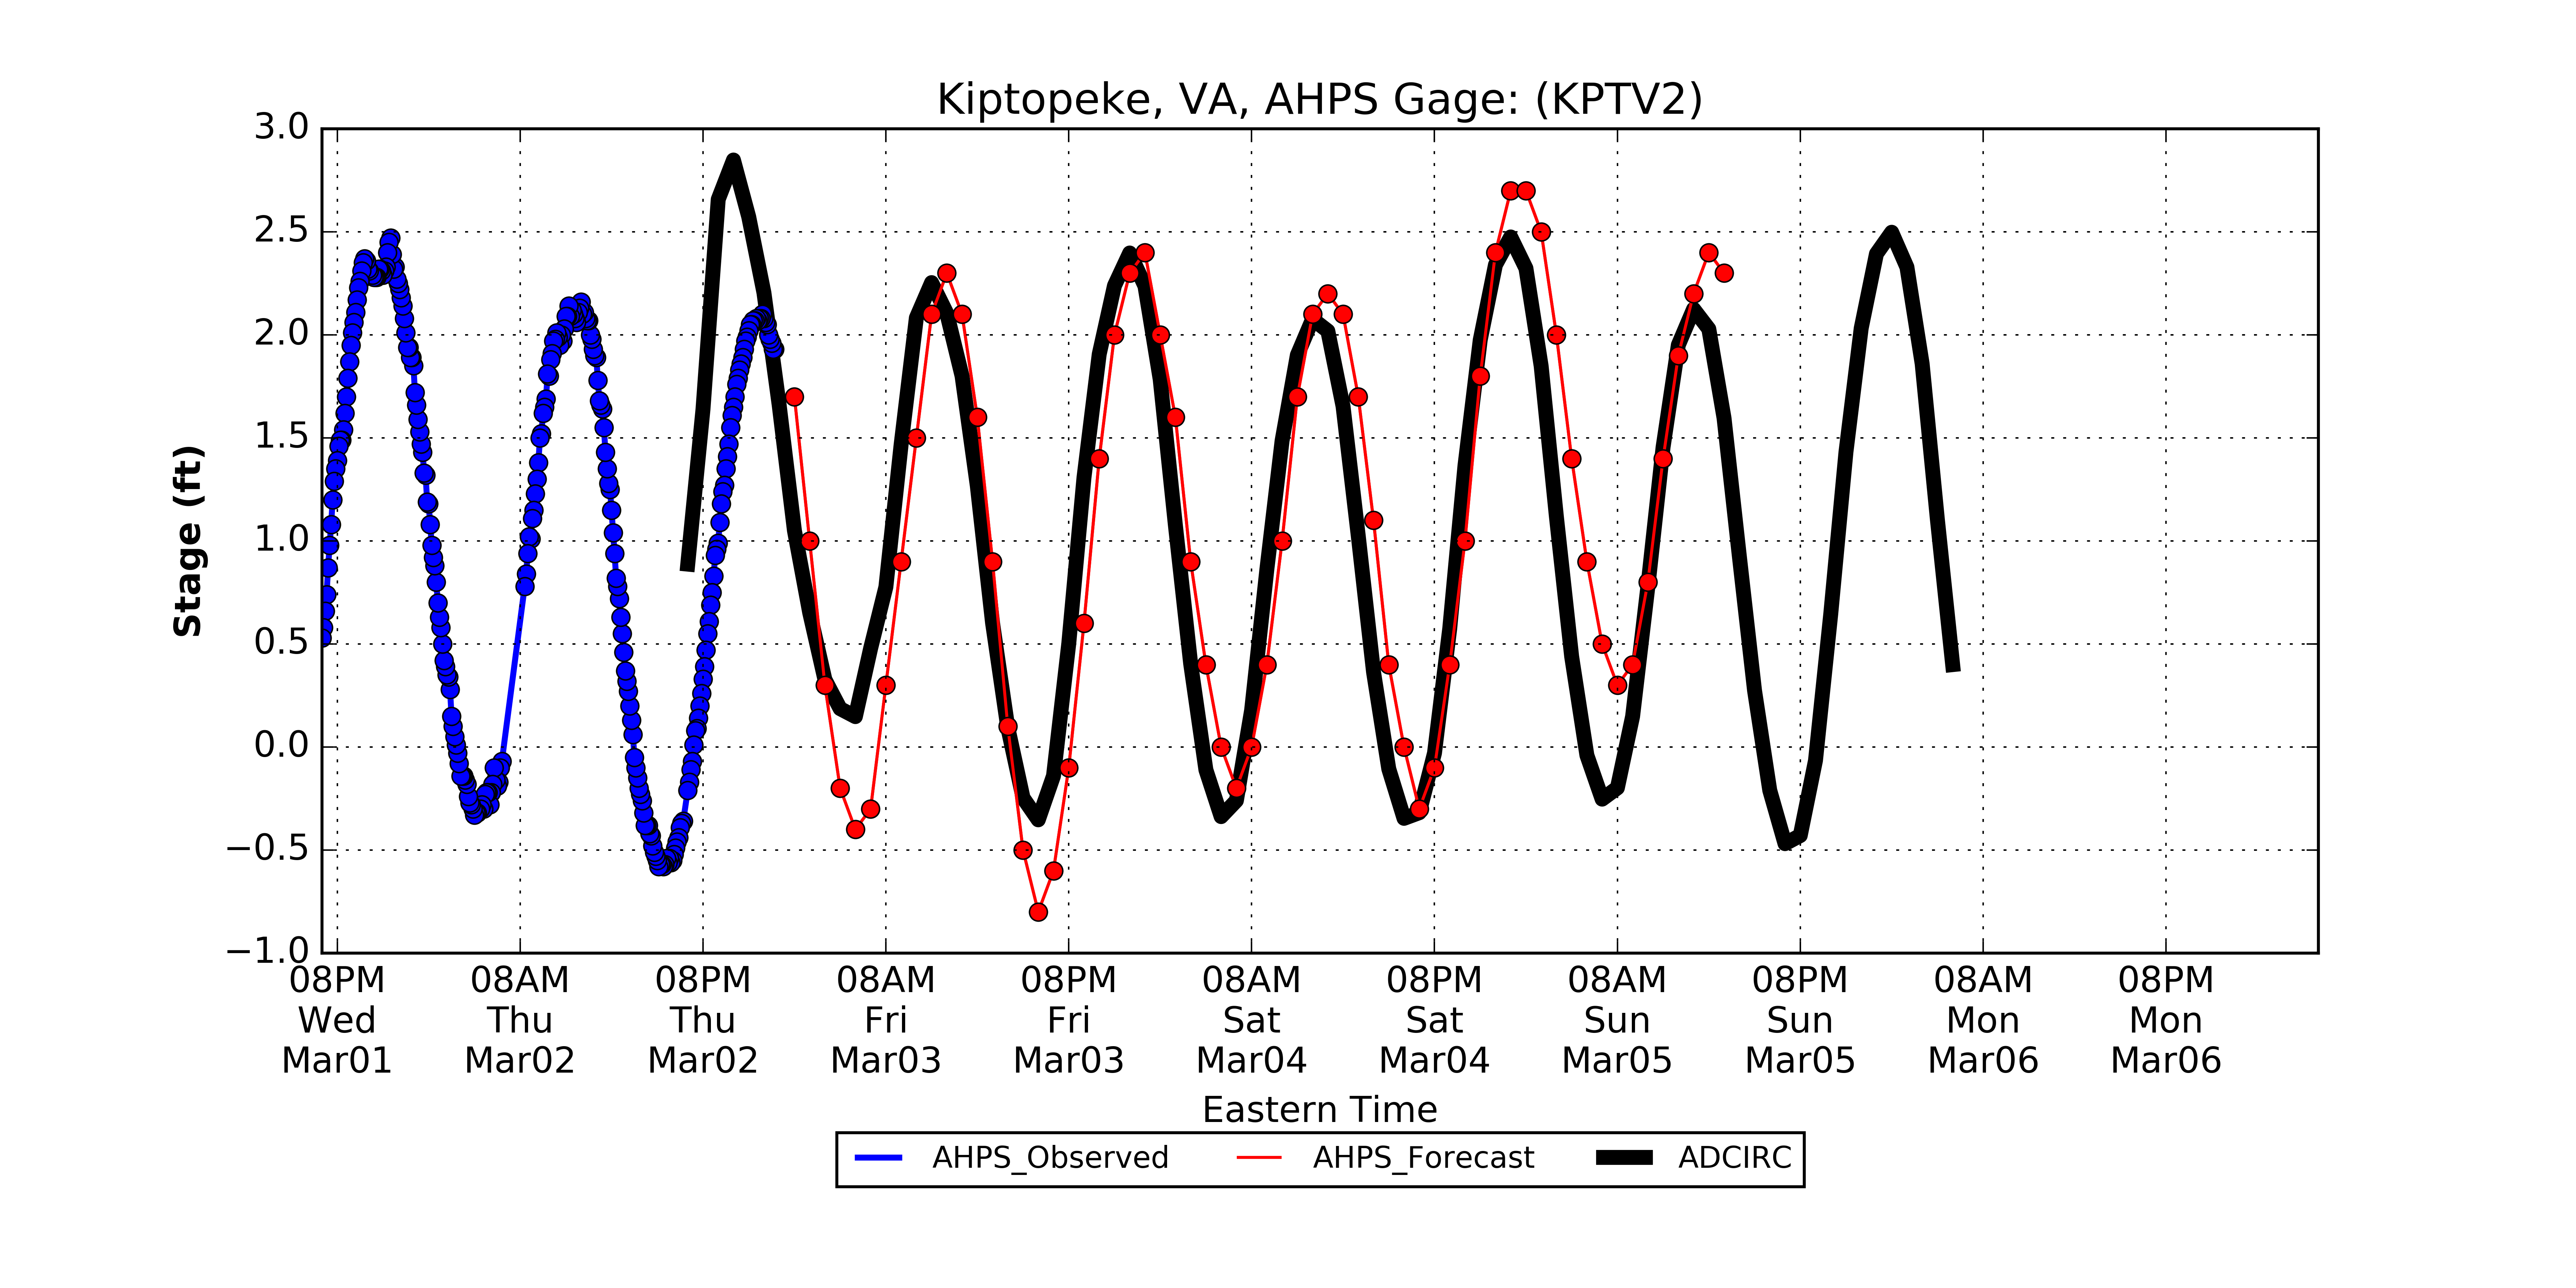 Kiptopeke, VA, AHPS Gage: (KPTV2)
Stage (ft)
3.0
2.5
2.0
1.5
1.0
0.5
0.0
−0.5
−1.0
08PM 08AM 08PM 08AM 08PM 08AM 08PM 08AM 08PM 08AM 08PM
Wed Thu Thu Fri Fri Sat Sat Sun Sun Mon Mon
Mar01 Mar02 Mar02 Mar03 Mar03 Mar04 Mar04 Mar05 Mar05 Mar06 Mar06
Eastern Time
AHPS_Observed AHPS_Forecast ADCIRC